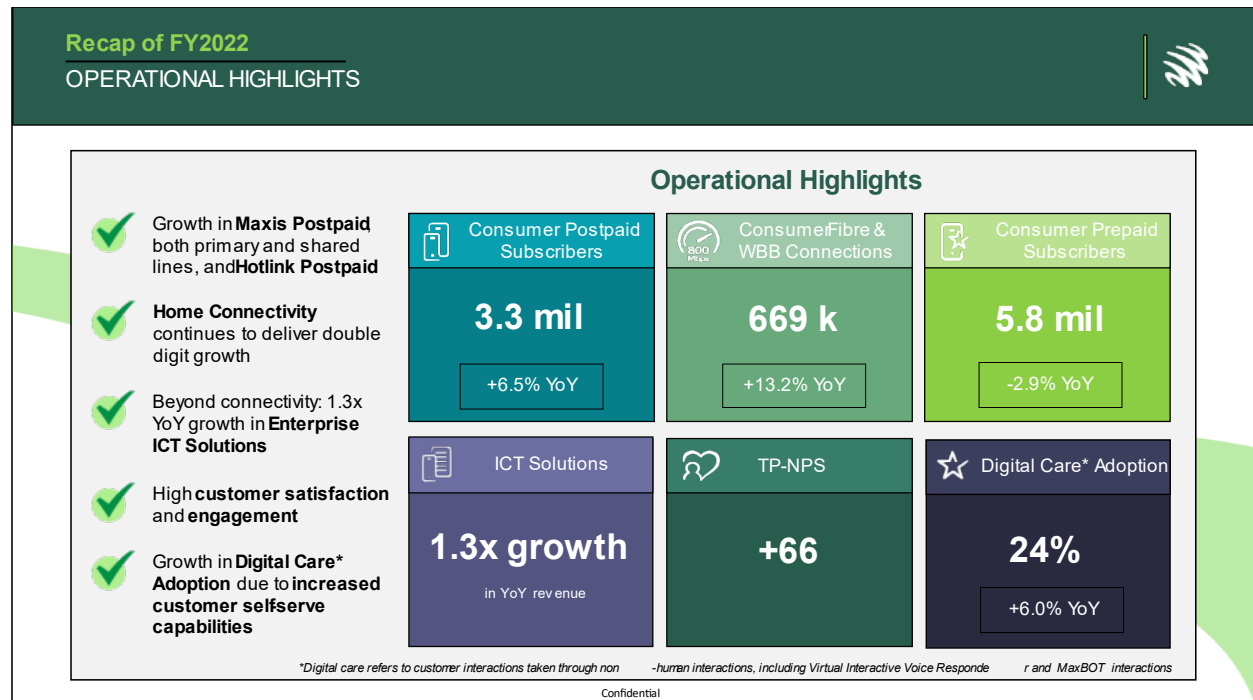 Recap of FY2022
OPERATIONAL HIGHLIGHTS
Operational Highlights
Growth in Maxis Postpaid,
both primary and shared
lines, and Hotlink Postpaid
Home Connectivity
continues to deliver double
digit growth
Beyond connectivity: 1.3x
YoY growth in Enterprise
ICT Solutions
High customer satisfaction
and engagement
Growth in Digital Care*
Adoption due to increased
customer self-serve
capabilities
Consumer Postpaid
Subscribers
3.3 mil
+6.5% YoY
800
Mbps
Consumer Fibre &
WBB Connections
669 k
+13.2% YoY
Consumer Prepaid
Subscribers
5.8 mil
-2.9% YoY
ICT Solutions
1.3x growth
in YoY revenue
TP-NPS
+66
Digital Care* Adoption
24%
+6.0% YoY
*Digital care refers to customer interactions taken through non -human interactions, including Virtual Interactive Voice Responde r and MaxBOT interactions
Confidential